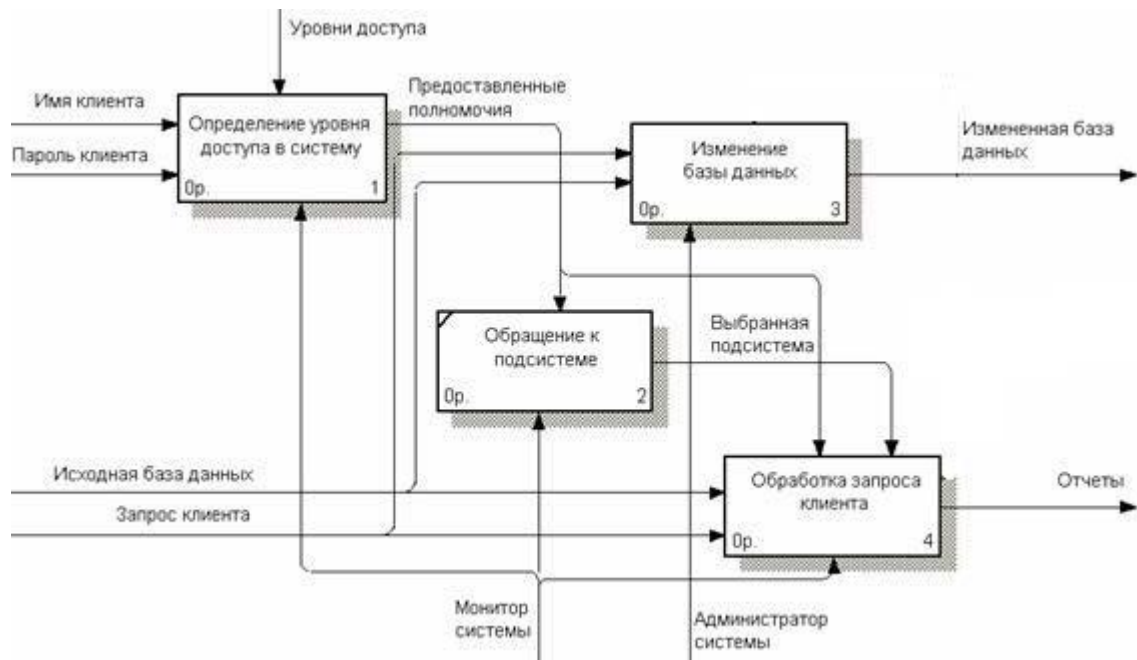 Уровни доступа
Имя клиента
Пароль клиента
Определение уровня
доступа в систему
0р.
1
Предоставленные
полномочия
Изменение
базы данных
0р.
3
Измененная база
данных
Обращение к
подсистеме
0р.
2
Выбранная
подсистема
Исходная база данных
Запрос клиента
Обработка запроса
клиента
0р.
4
Отчеты
Монитор
системы
Администратор
системы